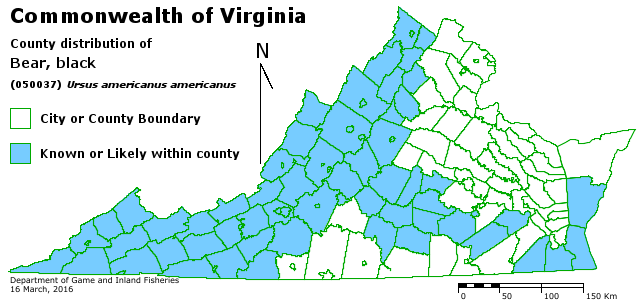 Commonwealth of Virginia
County distribution of
Bear, black
(050037) Ursus americanus americanus
N
City or County Boundary
Known or Likely within county
Department of Game and Inland Fisheries
16 March, 2016
0 50 100 150 Km